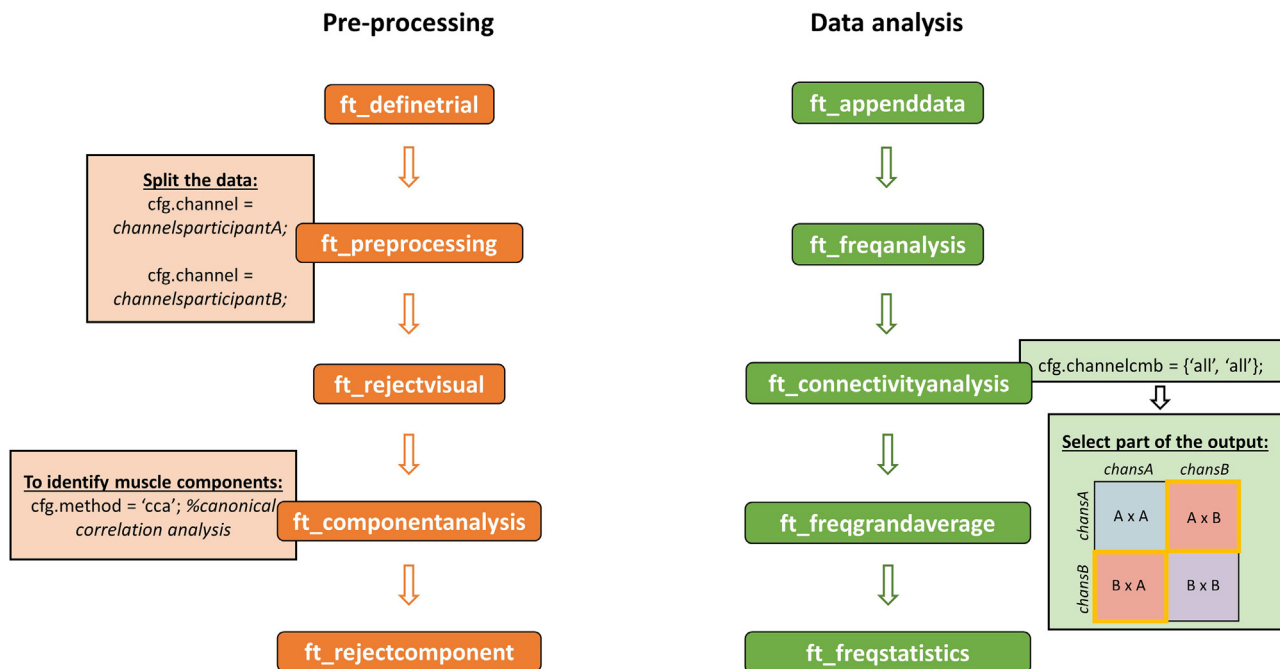 Pre-processing
ft_definetrial
Split the data:
cfg.channel =
channelsparticipantA;
cfg.channel =
channelsparticipantB;
ft_preprocessing
ft_rejectvisual
To identify muscle components:
cfg.method = ‘cca’; %canonical
correlation analysis
ft_componentanalysis
ft_rejectcomponent
Data analysis
ft_appenddata
ft_freqanalysis
ft_connectivityanalysis
cfg.channelcmb = {‘all’, ‘all’};
Select part of the output:
chansA chansB
chansA
A x A A x B
chansB
B x A B x B
ft_freqgrandaverage
ft_freqstatistics